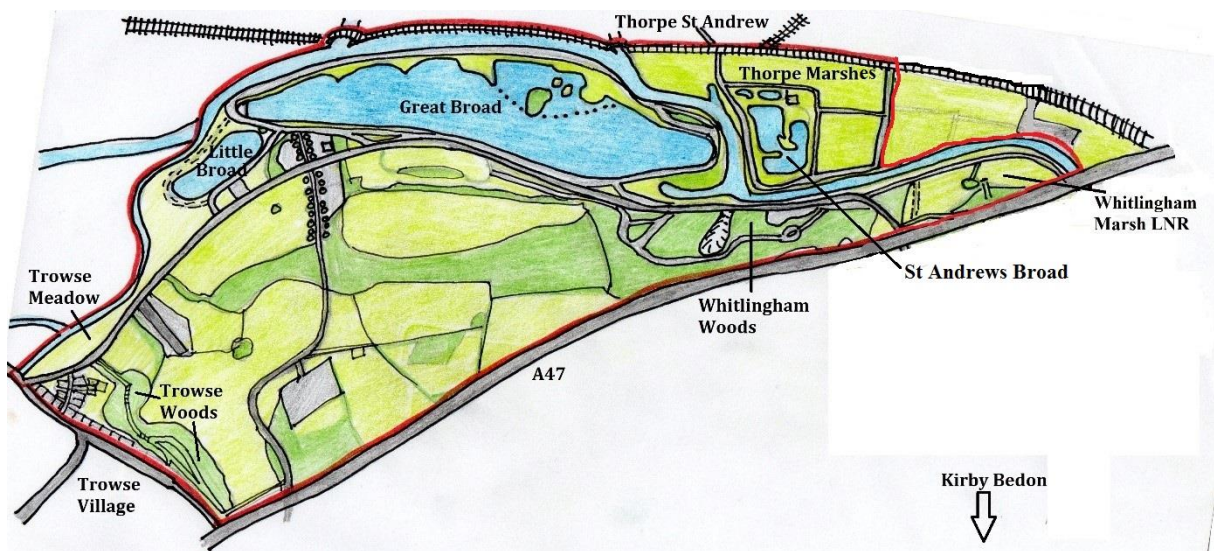 Thorpe St Andrew
Thorpe Marshes
Great Broad
Little
Broad
Whitlingham
Marsh LNR
St Andrews Broad
Trowse
Meadow
Whitlingham
Woods
A47
Trowse
Woods
Trowse
Village
Kirby Bedon